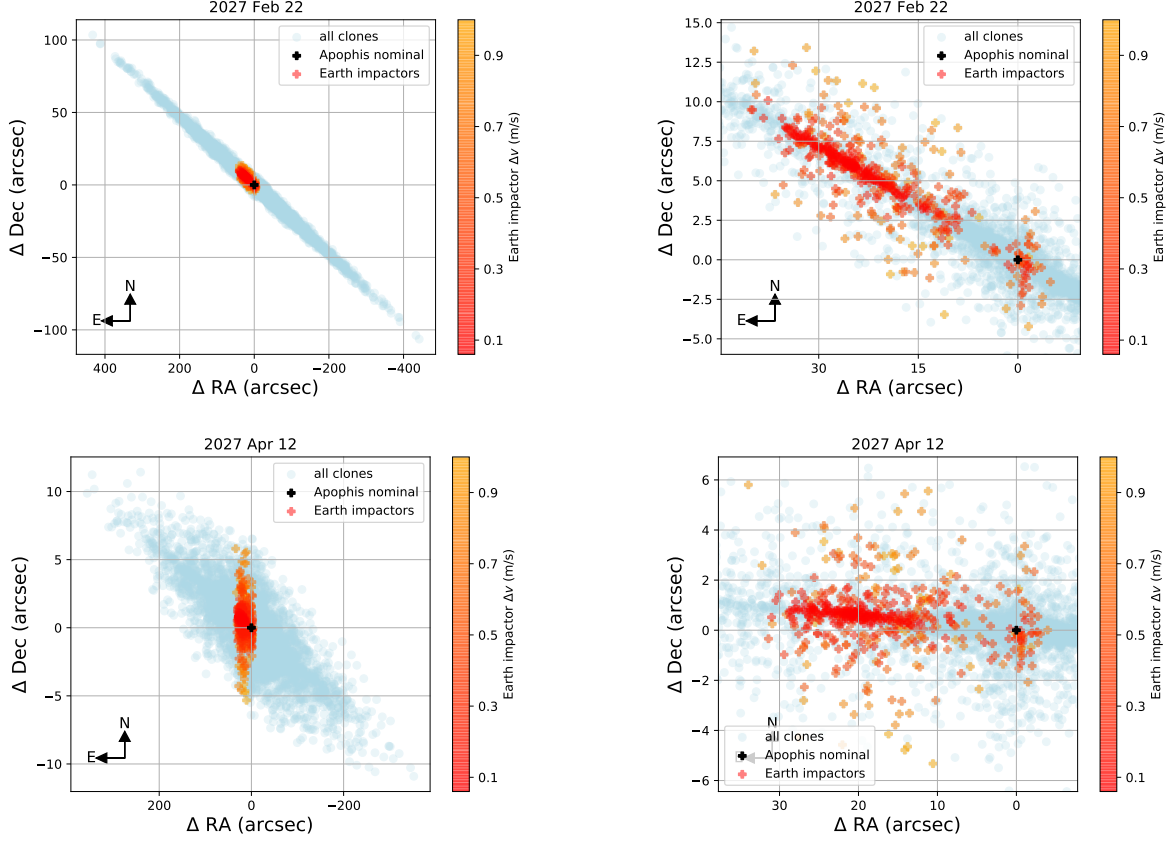 2027 Feb 22
100
50
0
−50
−100
400
200
0
−200
−400
Δ Dec (arcsec)
Δ RA (arcsec)
all clones
Apophis nominal
Earth impactors
N
E
0.9
0.7
0.5
0.3
0.1
Earth impactor Δv (m/s)
2027 Feb 22
15.0
12.5
10.0
7.5
5.0
2.5
0.0
−2.5
−5.0
30
15
0
Δ Dec (arcsec)
Δ RA (arcsec)
all clones
Apophis nominal
Earth impactors
N
E
0.9
0.7
0.5
0.3
0.1
Earth impactor Δv (m/s)
2027 Apr 12
10
5
0
−5
−10
200
0
−200
Δ Dec (arcsec)
Δ RA (arcsec)
all clones
Apophis nominal
Earth impactors
N
E
0.9
0.7
0.5
0.3
0.1
Earth impactor Δv (m/s)
2027 Apr 12
6
4
2
0
−2
−4
−6
30
20
10
0
Δ Dec (arcsec)
Δ RA (arcsec)
N
all clones
Apophis nominal
Earth impactors
0.9
0.7
0.5
0.3
0.1
Earth impactor Δv (m/s)